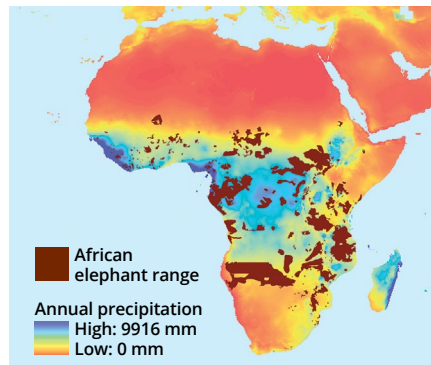 African
elephant range
Annual precipitation
High: 9916 mm
Low: 0 mm